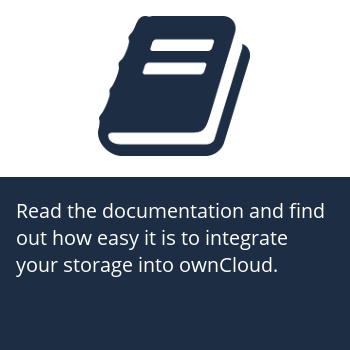 Read the documentation and find
out how easy it is to integrate
your storage into ownCloud.